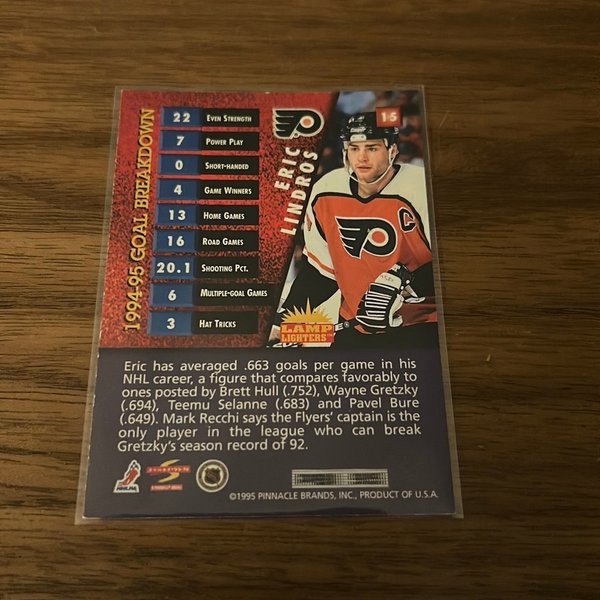 1994-95 GOAL BREAKDOWN
22 EVEN STRENGTH
7 POWER PLAY
0 SHORT-HANDED
4 GAME WINNERS
13 HOME GAMES
16 ROAD GAMES
20.1 SHOOTING PCT.
6 MULTIPLE-GOAL GAMES
3 HAT TRICKS
ERIC
LINDROS
15
C
LAMP
LIGHTERS
Eric has averaged .663 goals per game in his
NHL career, a figure that compares favorably to
ones posted by Brett Hull (.752), Wayne Gretzky
(.694), Teemu Selanne (.683) and Pavel Bure
(.649). Mark Recchi says the Flyers' captain is the
only player in the league who can break
Gretzky's season record of 92.
NHLPA
©1995 PINNACLE BRANDS, INC., PRODUCT OF U.S.A.